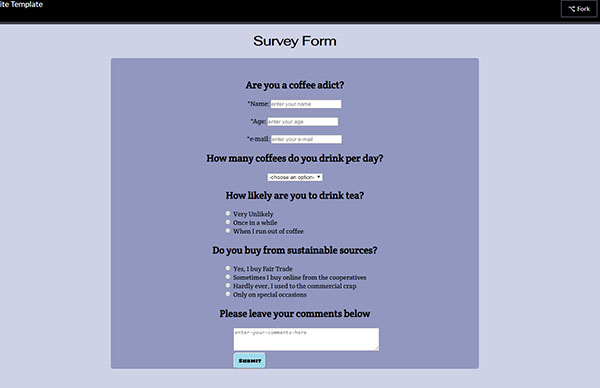 ite Template
Fork
Survey Form
Are you a coffee adict?
*Name: enter your name
*Age: enter your age
*e-mail: enter your e-mail
How many coffees do you drink per day?
-choose an option-
How likely are you to drink tea?
Very Unlikely
Once in a while
When I run out of coffee
Do you buy from sustainable sources?
Yes, I buy Fair Trade
Sometimes I buy online from the cooperatives
Hardly ever, I used to the commercial crap
Only on special occasions
Please leave your comments below
enter-your-comments-here
Submit